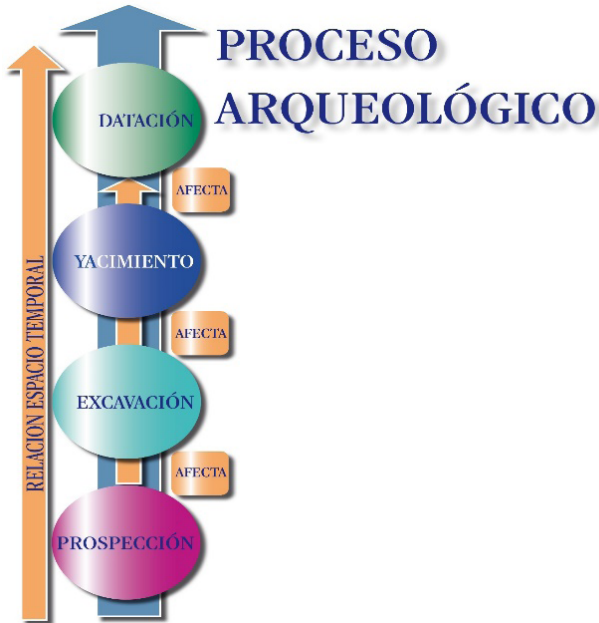 PROCESO
ARQUEOLÓGICO
DATACIÓN
AFECTA
YACIMIENTO
AFECTA
EXCAVACIÓN
AFECTA
PROSPECCIÓN
RELACION ESPACIO TEMPORAL